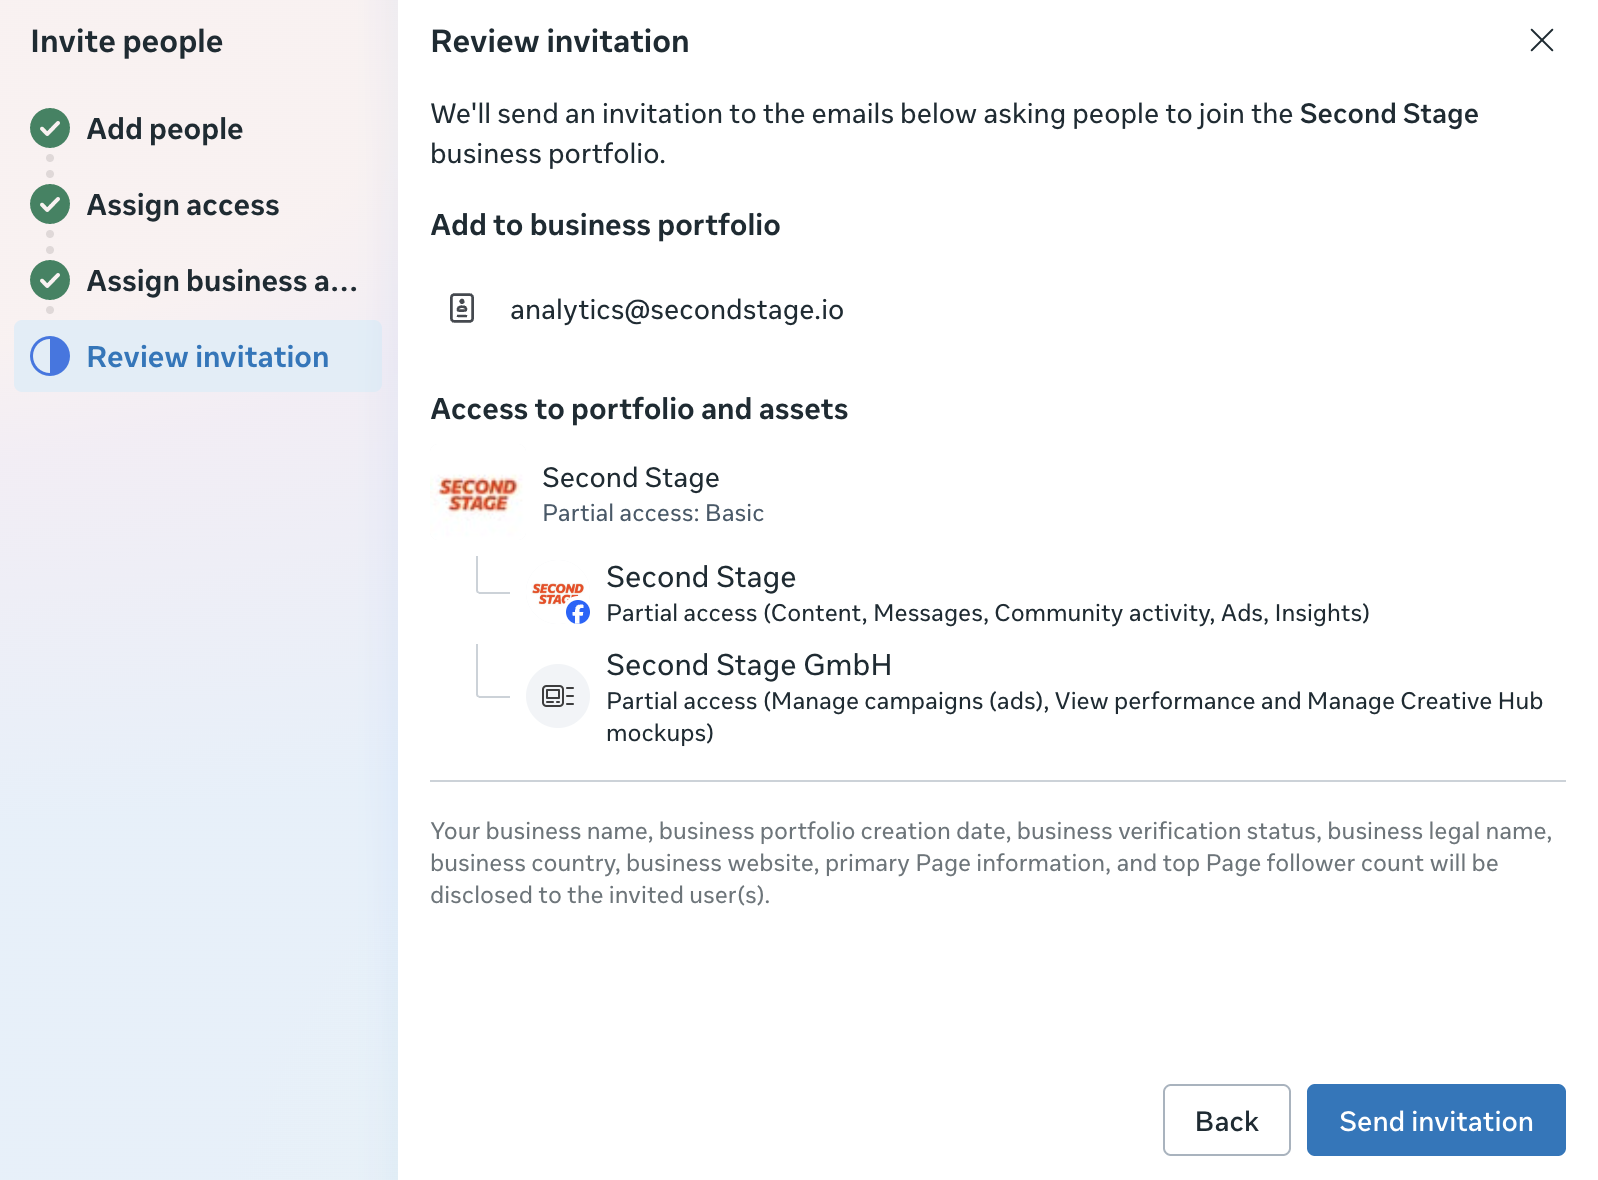 Invite people
Add people
Assign access
Assign business a...
Review invitation
Review invitation
We'll send an invitation to the emails below asking people to join the Second Stage
business portfolio.
Add to business portfolio
analytics@secondstage.io
Access to portfolio and assets
SECOND
STAGE
Second Stage
Partial access: Basic
SECOND
STAGE
Second Stage
Partial access (Content, Messages, Community activity, Ads, Insights)
Second Stage GmbH
Partial access (Manage campaigns (ads), View performance and Manage Creative Hub
mockups)
Your business name, business portfolio creation date, business verification status, business legal name,
business country, business website, primary Page information, and top Page follower count will be
disclosed to the invited user(s).
Back
Send invitation